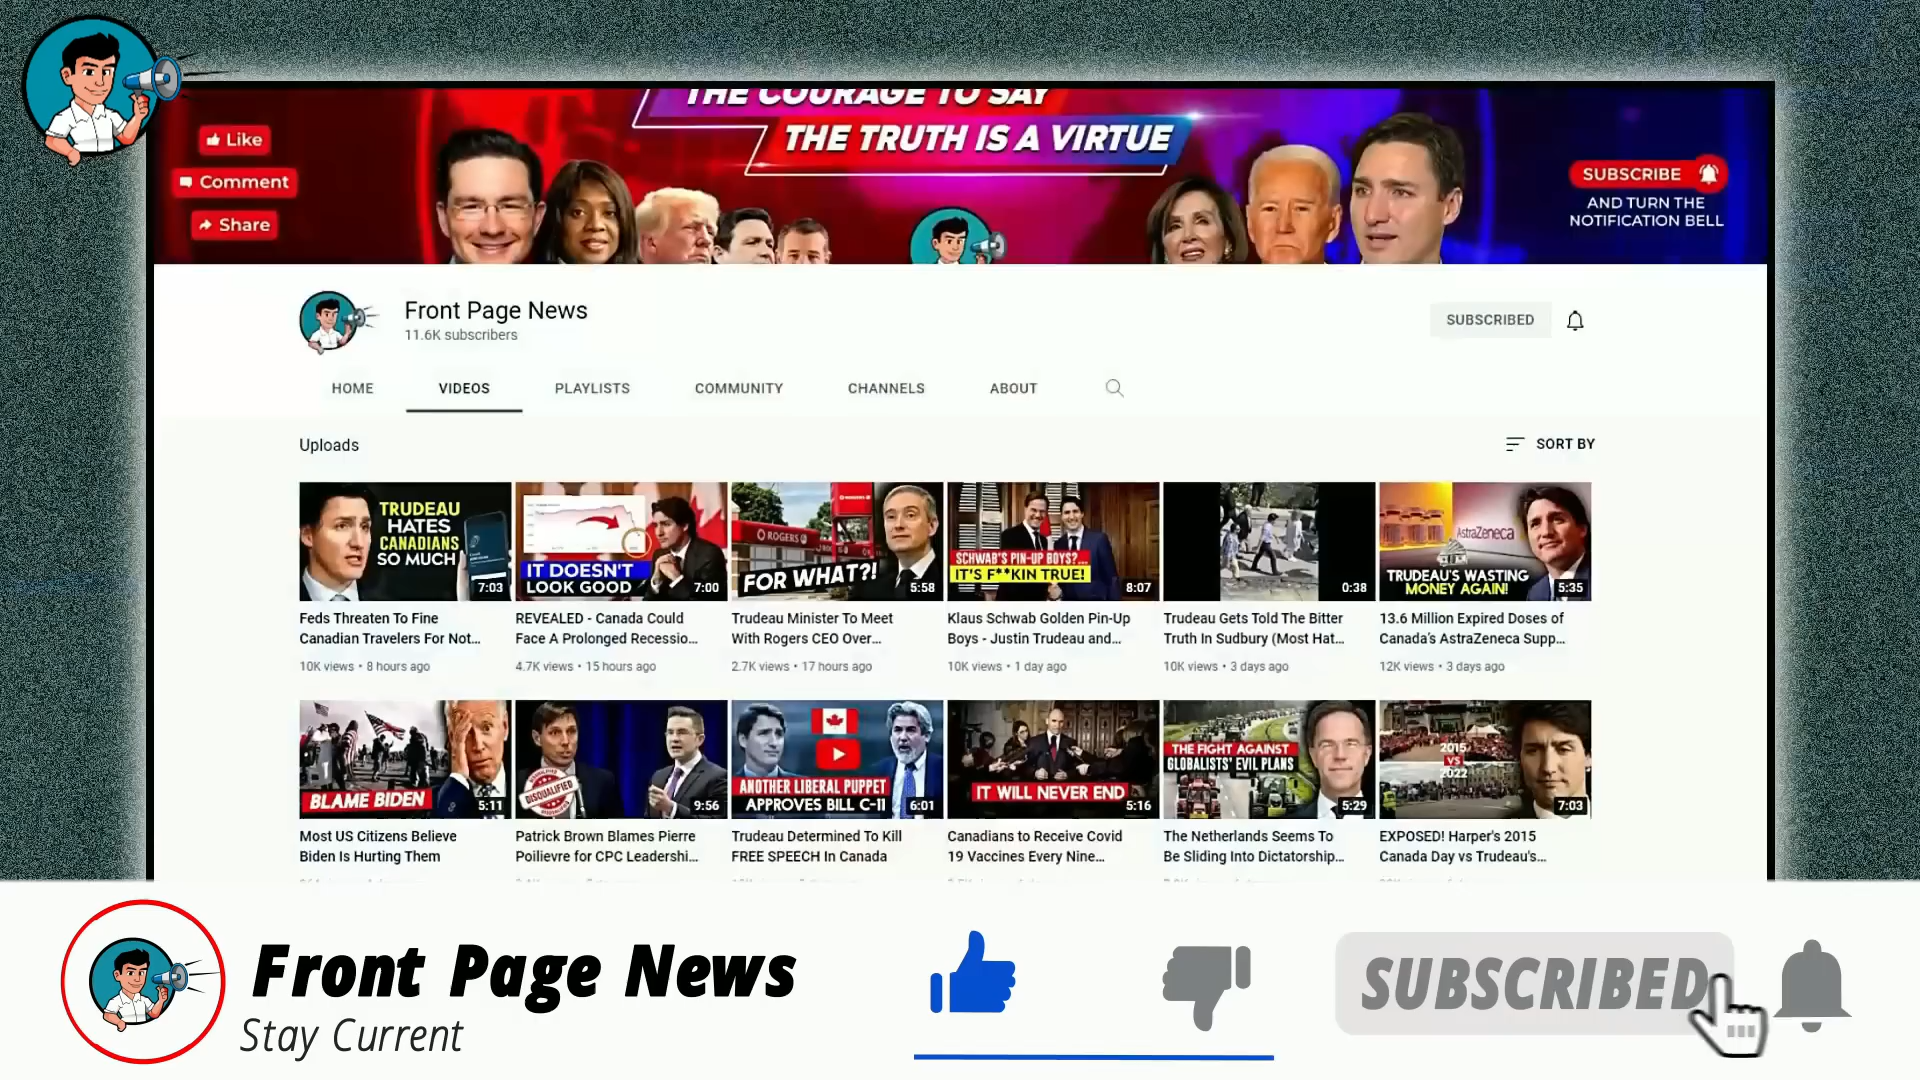 THE COURAGE TO SAY
THE TRUTH IS A VIRTUE
Like
Comment
Share
SUBSCRIBE
AND TURN THE
NOTIFICATION BELL
Front Page News
11.6K subscribers
SUBSCRIBED
HOME VIDEOS PLAYLISTS COMMUNITY CHANNELS ABOUT
Uploads
SORT BY
TRUDEAU
HATES
CANADIANS
SO MUCH
7:03
IT DOESN'T
LOOK GOOD
7:00
ROGERS
FOR WHAT?!
5:58
SCHWAB'S PIN-UP BOYS?...
IT'S F**KIN TRUE!
8:07
0:38
AstraZeneca
TRUDEAU'S WASTING
MONEY AGAIN!
5:35
Feds Threaten To Fine
Canadian Travelers For Not...
10K views • 8 hours ago
REVEALED - Canada Could
Face A Prolonged Recessio...
4.7K views • 15 hours ago
Trudeau Minister To Meet
With Rogers CEO Over...
2.7K views • 17 hours ago
Klaus Schwab Golden Pin-Up
Boys - Justin Trudeau and...
10K views • 1 day ago
Trudeau Gets Told The Bitter
Truth In Sudbury (Most Hat...
10K views • 3 days ago
13.6 Million Expired Doses of
Canada's AstraZeneca Supp...
12K views • 3 days ago
BLAME BIDEN
5:11
DISQUALIFIED
9:56
ANOTHER LIBERAL PUPPET
APPROVES BILL C-11
6:01
IT WILL NEVER END
5:16
THE FIGHT AGAINST
GLOBALISTS' EVIL PLANS
5:29
2015
VS
2022
7:03
Most US Citizens Believe
Biden Is Hurting Them
Patrick Brown Blames Pierre
Poilievre for CPC Leadershi...
Trudeau Determined To Kill
FREE SPEECH In Canada
Canadians to Receive Covid
19 Vaccines Every Nine...
The Netherlands Seems To
Be Sliding Into Dictatorship...
EXPOSED! Harper's 2015
Canada Day vs Trudeau's...
Front Page News
Stay Current
SUBSCRIBED